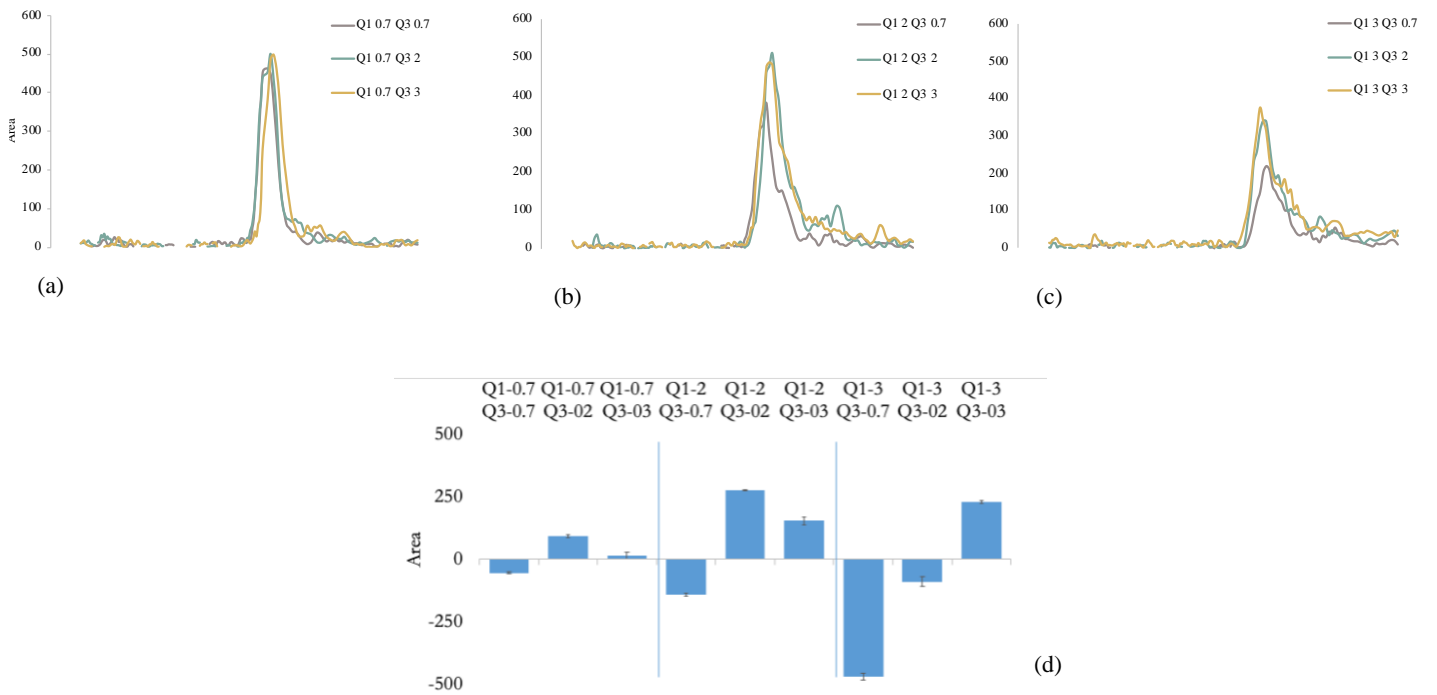 600
500
400
300
200
100
0
Area
Q1 0.7 Q3 0.7
Q1 0.7 Q3 2
Q1 0.7 Q3 3
(a)
600
500
400
300
200
100
0
Q1 2 Q3 0.7
Q1 2 Q3 2
Q1 2 Q3 3
(b)
600
500
400
300
200
100
0
Q1 3 Q3 0.7
Q1 3 Q3 2
Q1 3 Q3 3
(c)
Q1-0.7 Q1-0.7 Q1-0.7 Q1-2 Q1-2 Q1-2 Q1-3 Q1-3 Q1-3
Q3-0.7 Q3-02 Q3-03 Q3-0.7 Q3-02 Q3-03 Q3-0.7 Q3-02 Q3-03
500
250
0
-250
-500
Area
(d)